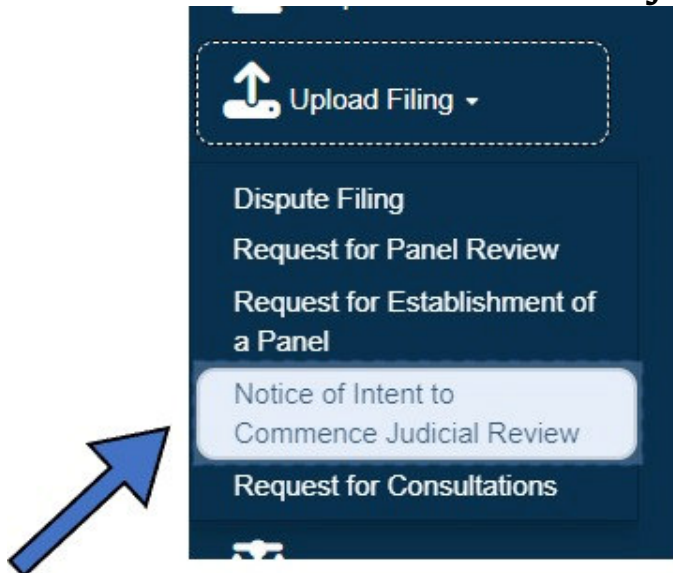 Upload Filing
Dispute Filing
Request for Panel Review
Request for Establishment of
a Panel
Notice of Intent to
Commence Judicial Review
Request for Consultations